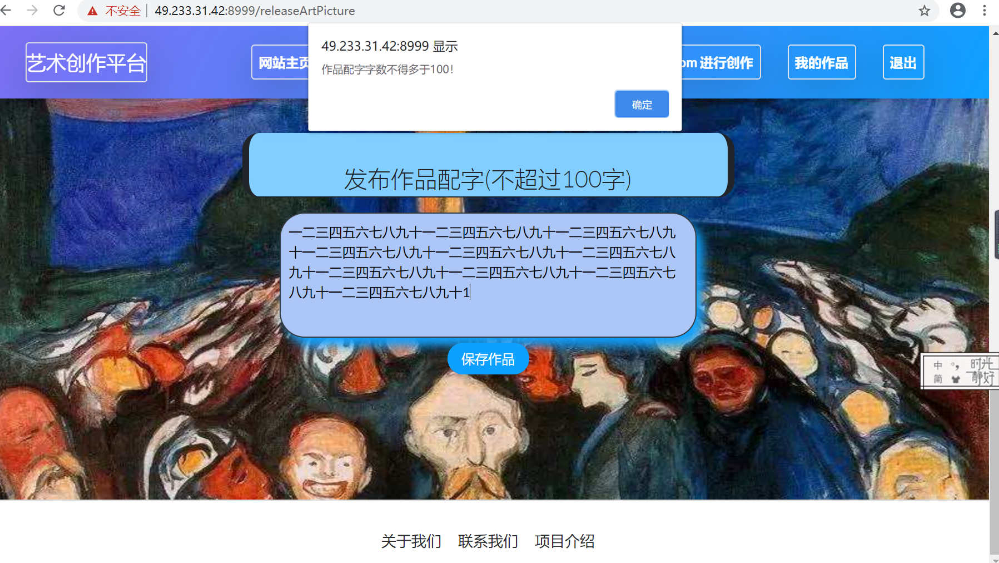 不安全 49.233.31.42:8999/releaseArtPicture
49.233.31.42:8999 显示
作品配字字数不得多于100！
确定
艺术创作平台
网站主页
om 进行创作
我的作品
退出
发布作品配字(不超过100字)
一二三四五六七八九十一二三四五六七八九十一二三四五六七八九
十一二三四五六七八九十一二三四五六七八九十一二三四五六七八
九十一二三四五六七八九十一二三四五六七八九十一二三四五六七
八九十一二三四五六七八九十1
保存作品
中 °, 时光
简 静好
关于我们 联系我们 项目介绍